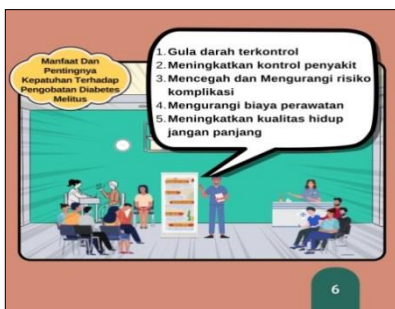 Manfaat Dan
Pentingnya
Kepatuhan Terhadap
Pengobatan Diabetes
Melitus
1. Gula darah terkontrol
2. Meningkatkan kontrol penyakit
3. Mencegah dan Mengurangi risiko
komplikasi
4. Mengurangi biaya perawatan
5. Meningkatkan kualitas hidup
jangan panjang
6